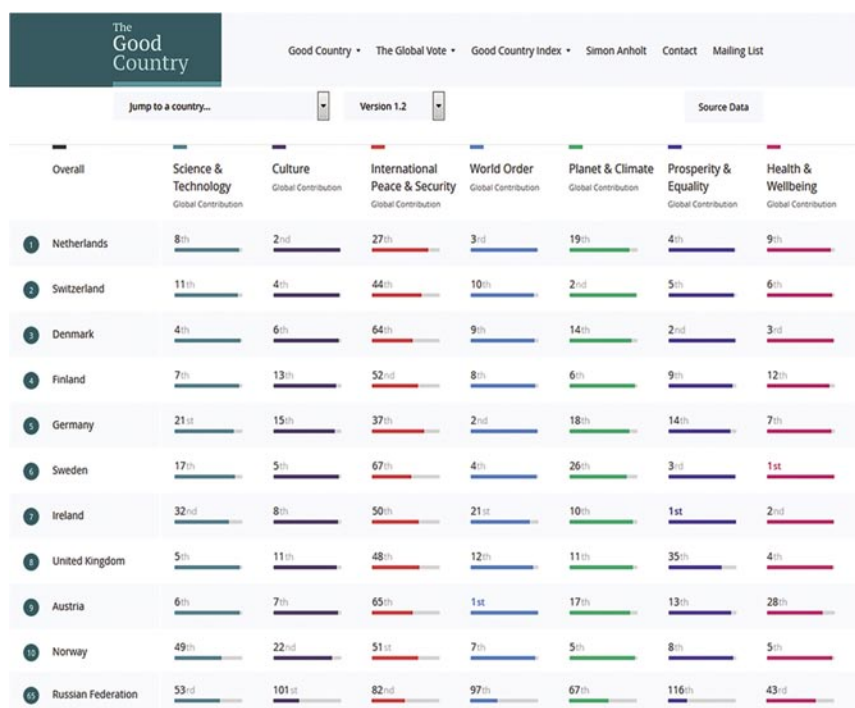 The
Good
Country
Good Country The Global Vote Good Country Index Simon Anholt Contact Mailing List
Jump to a country... Version 1.2 Source Data
Overall Science & Technology Global Contribution Culture Global Contribution International Peace & Security Global Contribution World Order Global Contribution Planet & Climate Global Contribution Prosperity & Equality Global Contribution Health & Wellbeing Global Contribution
1 Netherlands 8th 2nd 27th 3rd 19th 4th 9th
2 Switzerland 11th 4th 44th 10th 2nd 5th 6th
3 Denmark 4th 6th 64th 9th 14th 2nd 3rd
4 Finland 7th 13th 52nd 8th 6th 9th 12th
5 Germany 21st 15th 37th 2nd 18th 14th 7th
6 Sweden 17th 5th 67th 4th 26th 3rd 1st
7 Ireland 32nd 8th 50th 21st 10th 1st 2nd
8 United Kingdom 5th 11th 48th 12th 11th 35th 4th
9 Austria 6th 7th 65th 1st 17th 13th 28th
10 Norway 49th 22nd 51st 7th 5th 8th 5th
65 Russian Federation 53rd 101st 82nd 97th 67th 116th 43rd